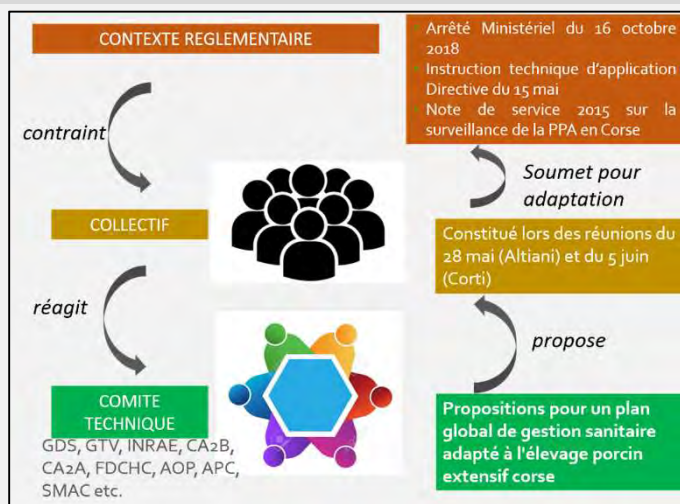 CONTEXTE REGLEMENTAIRE
contraint
COLLECTIF
réagit
COMITE
TECHNIQUE
GDS, GTV, INRAE, CA2B,
CA2A, FDCHC, AOP, APC,
SMAC etc.
Arrêté Ministériel du 16 octobre
2018
Instruction technique d'application
Directive du 15 mai
Note de service 2015 sur la
surveillance de la PPA en Corse
Soumet pour
adaptation
Constitué lors des réunions du
28 mai (Altiani) et du 5 juin
(Corti)
propose
Propositions pour un plan
global de gestion sanitaire
adapté à l'élevage porcin
extensif corse